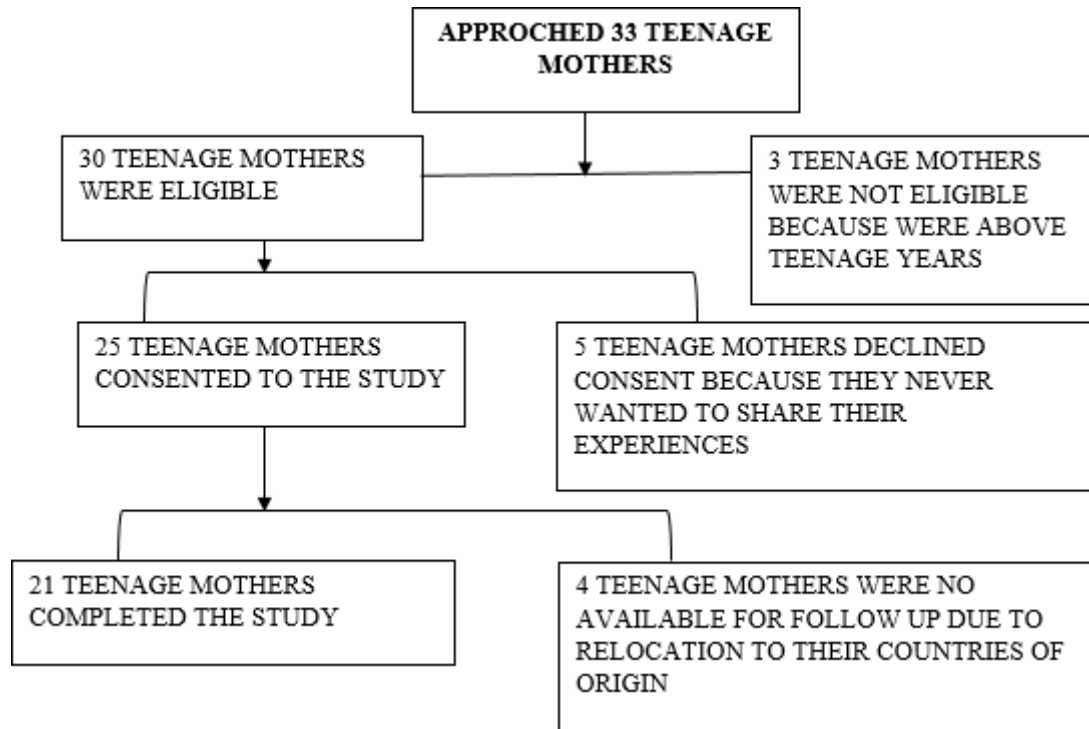 APPROCHED 33 TEENAGE
MOTHERS
30 TEENAGE MOTHERS
WERE ELIGIBLE
3 TEENAGE MOTHERS
WERE NOT ELIGIBLE
BECAUSE WERE ABOVE
TEENAGE YEARS
25 TEENAGE MOTHERS
CONSENTED TO THE STUDY
5 TEENAGE MOTHERS DECLINED
CONSENT BECAUSE THEY NEVER
WANTED TO SHARE THEIR
EXPERIENCES
21 TEENAGE MOTHERS
COMPLETED THE STUDY
4 TEENAGE MOTHERS WERE NO
AVAILABLE FOR FOLLOW UP DUE TO
RELOCATION TO THEIR COUNTRIES OF
ORIGIN